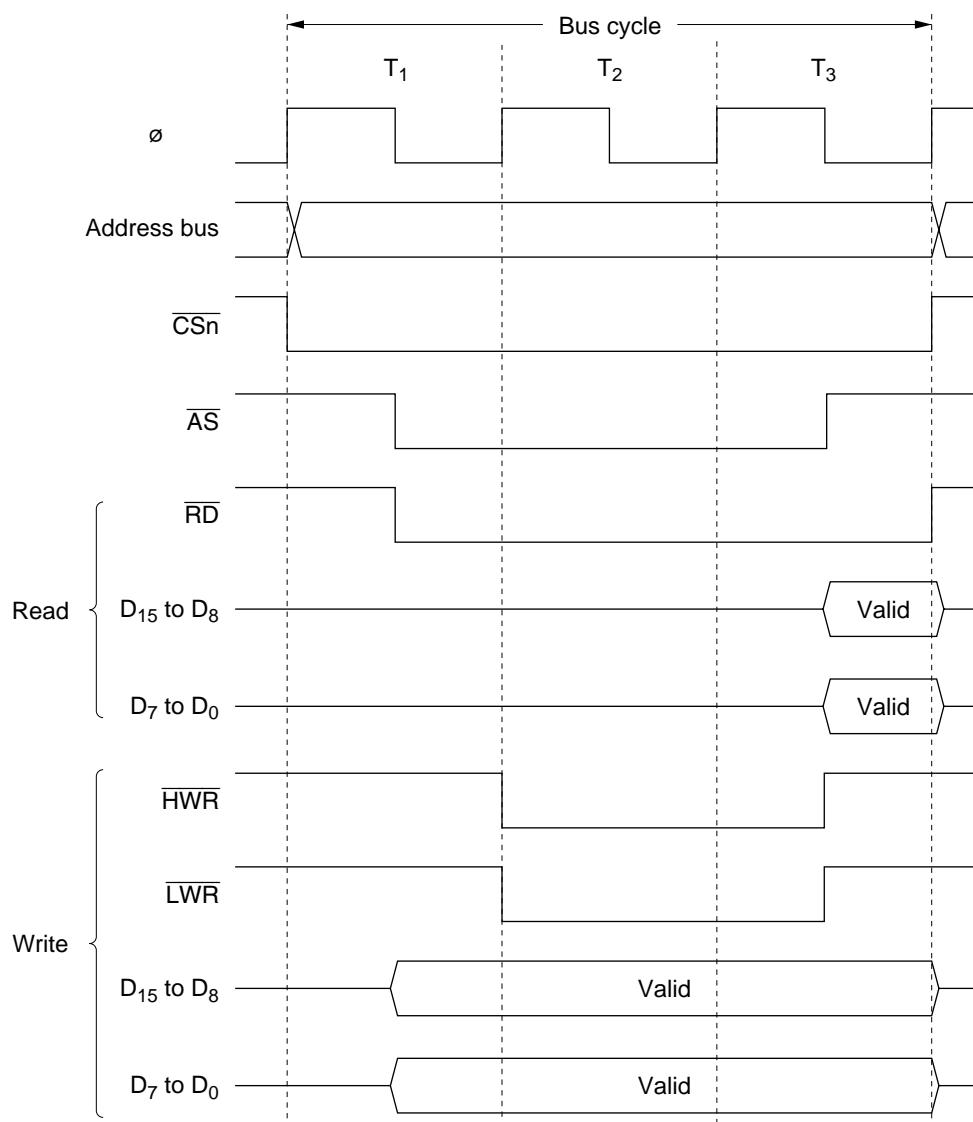 Bus cycle
T1 T2 T3
ø
Address bus
CSn
AS
RD
Read
D15 to D8 Valid
D7 to D0 Valid
HWR
LWR
Write
D15 to D8 Valid
D7 to D0 Valid